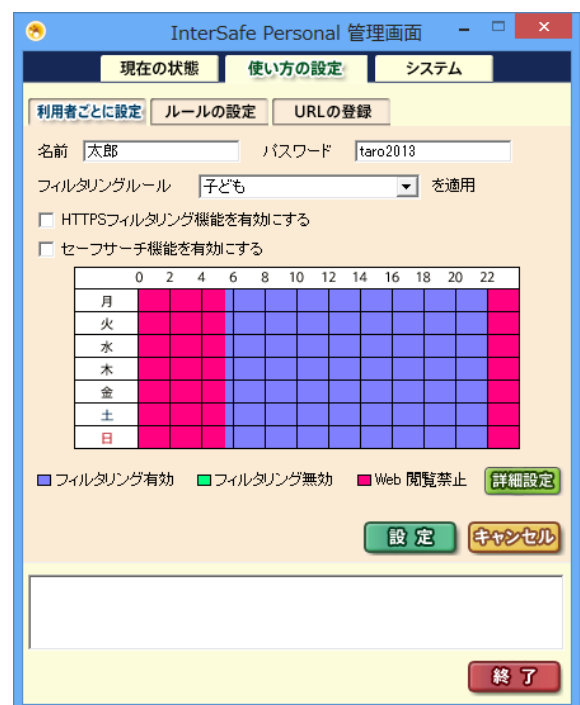 InterSafe Personal 管理画面
現在の状態 使い方の設定 システム
利用者ごとに設定 ルールの設定 URLの登録
名前 太郎 パスワード taro2013
フィルタリングルール 子ども を適用
HTTPSフィルタリング機能を有効にする
セーフサーチ機能を有効にする
0 2 4 6 8 10 12 14 16 18 20 22
月
火
水
木
金
土
日
フィルタリング有効 フィルタリング無効 Web 閲覧禁止 詳細設定
設 定 キャンセル
終 了